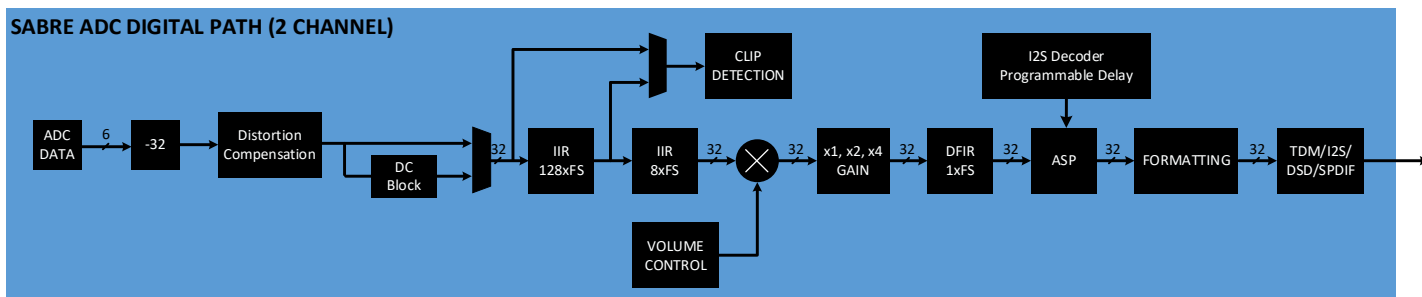 SABRE ADC DIGITAL PATH (2 CHANNEL)
CLIP
DETECTION
I2S Decoder
Programmable Delay
ADC
DATA
6
-32
Distortion
Compensation
DC
Block
32
IIR
128xFS
IIR
8xFS
32
32
x1, x2, x4
GAIN
32
DFIR
1xFS
32
ASP
32
FORMATTING
32
TDM/I2S/
DSD/SPDIF
VOLUME
CONTROL